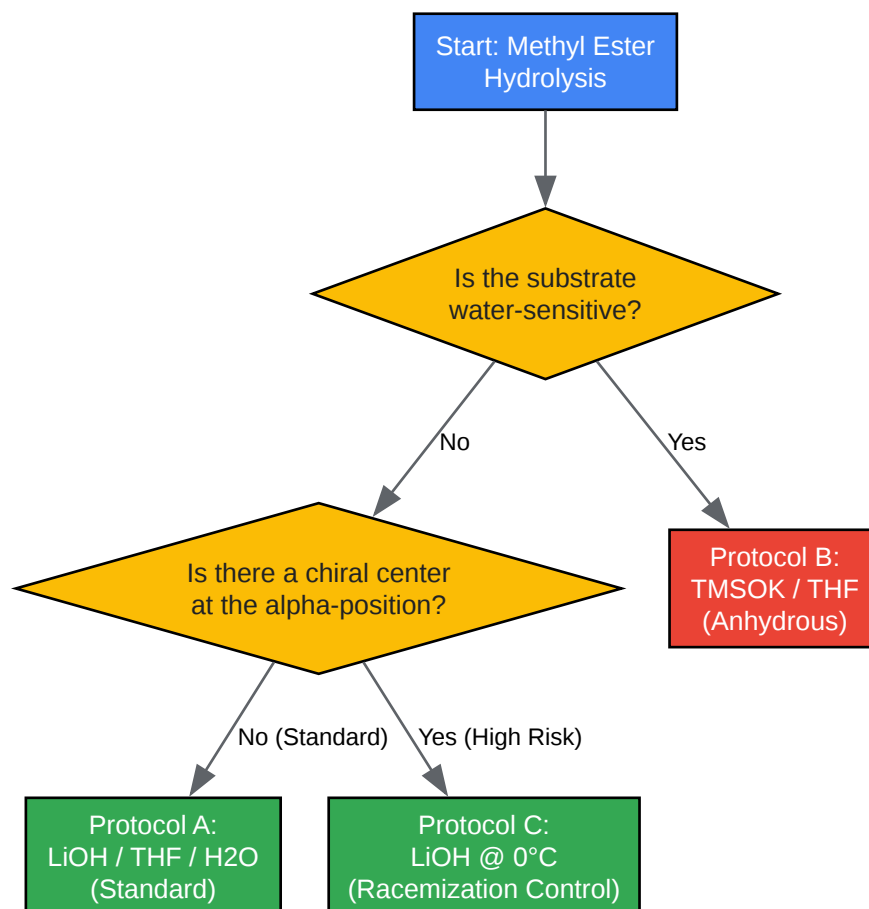 Start: Methyl Ester
Hydrolysis
Is the substrate
water-sensitive?
No
Yes
Is there a chiral center
at the alpha-position?
Protocol B:
TMSOK / THF
(Anhydrous)
No (Standard)
Yes (High Risk)
Protocol A:
LiOH / THF / H2O
(Standard)
Protocol C:
LiOH @ 0°C
(Racemization Control)